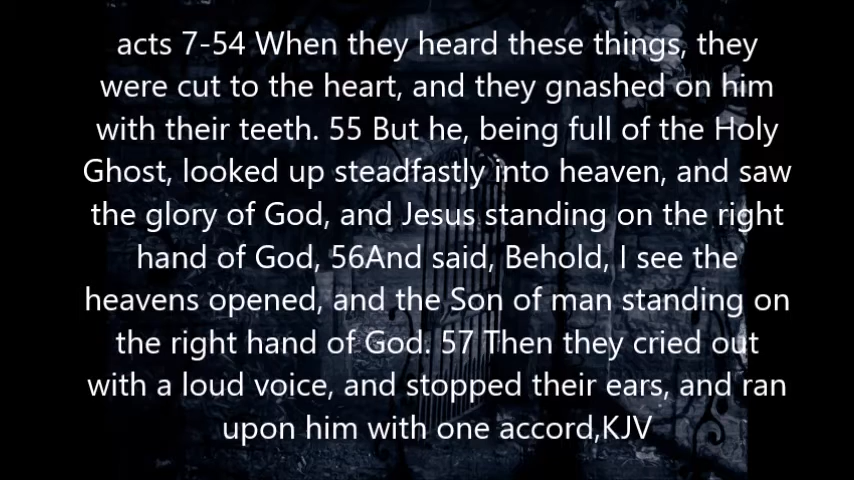 acts 7-54 When they heard these things, they
were cut to the heart, and they gnashed on him
with their teeth. 55 But he, being full of the Holy
Ghost, looked up steadfastly into heaven, and saw
the glory of God, and Jesus standing on the right
hand of God, 56And said, Behold, I see the
heavens opened, and the Son of man standing on
the right hand of God. 57 Then they cried out
with a loud voice, and stopped their ears, and ran
upon him with one accord,KJV